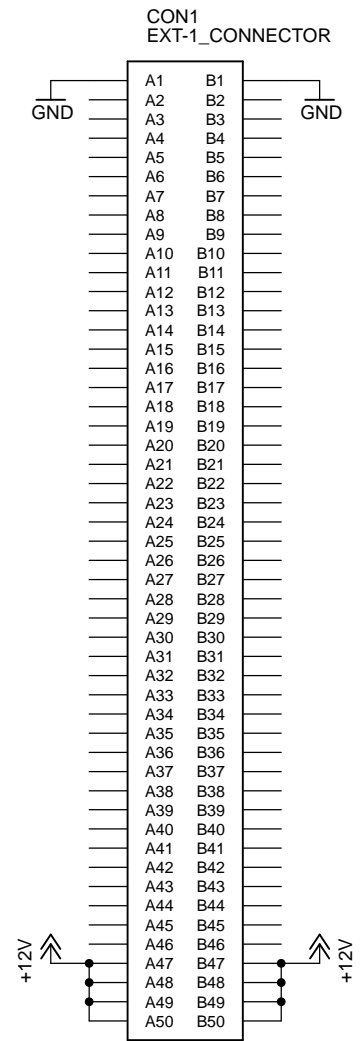 CON1
EXT-1_CONNECTOR
A1 B1
GND A2 B2 GND
A3 B3
A4 B4
A5 B5
A6 B6
A7 B7
A8 B8
A9 B9
A10 B10
A11 B11
A12 B12
A13 B13
A14 B14
A15 B15
A16 B16
A17 B17
A18 B18
A19 B19
A20 B20
A21 B21
A22 B22
A23 B23
A24 B24
A25 B25
A26 B26
A27 B27
A28 B28
A29 B29
A30 B30
A31 B31
A32 B32
A33 B33
A34 B34
A35 B35
A36 B36
A37 B37
A38 B38
A39 B39
A40 B40
A41 B41
A42 B42
A43 B43
A44 B44
A45 B45
A46 B46
+12V A47 B47 +12V
A48 B48
A49 B49
A50 B50